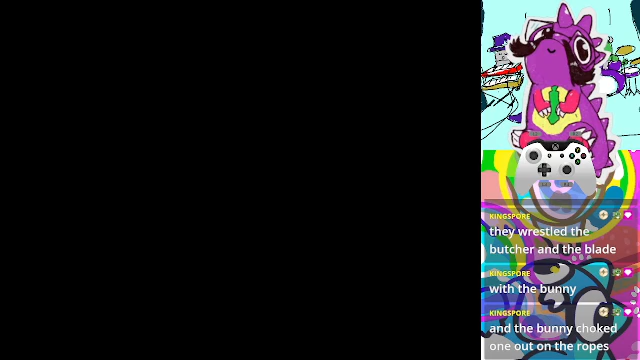 KINGSPORE
they wrestled the
butcher and the blade
KINGSPORE
with the bunny
KINGSPORE
and the bunny choked
one out on the ropes